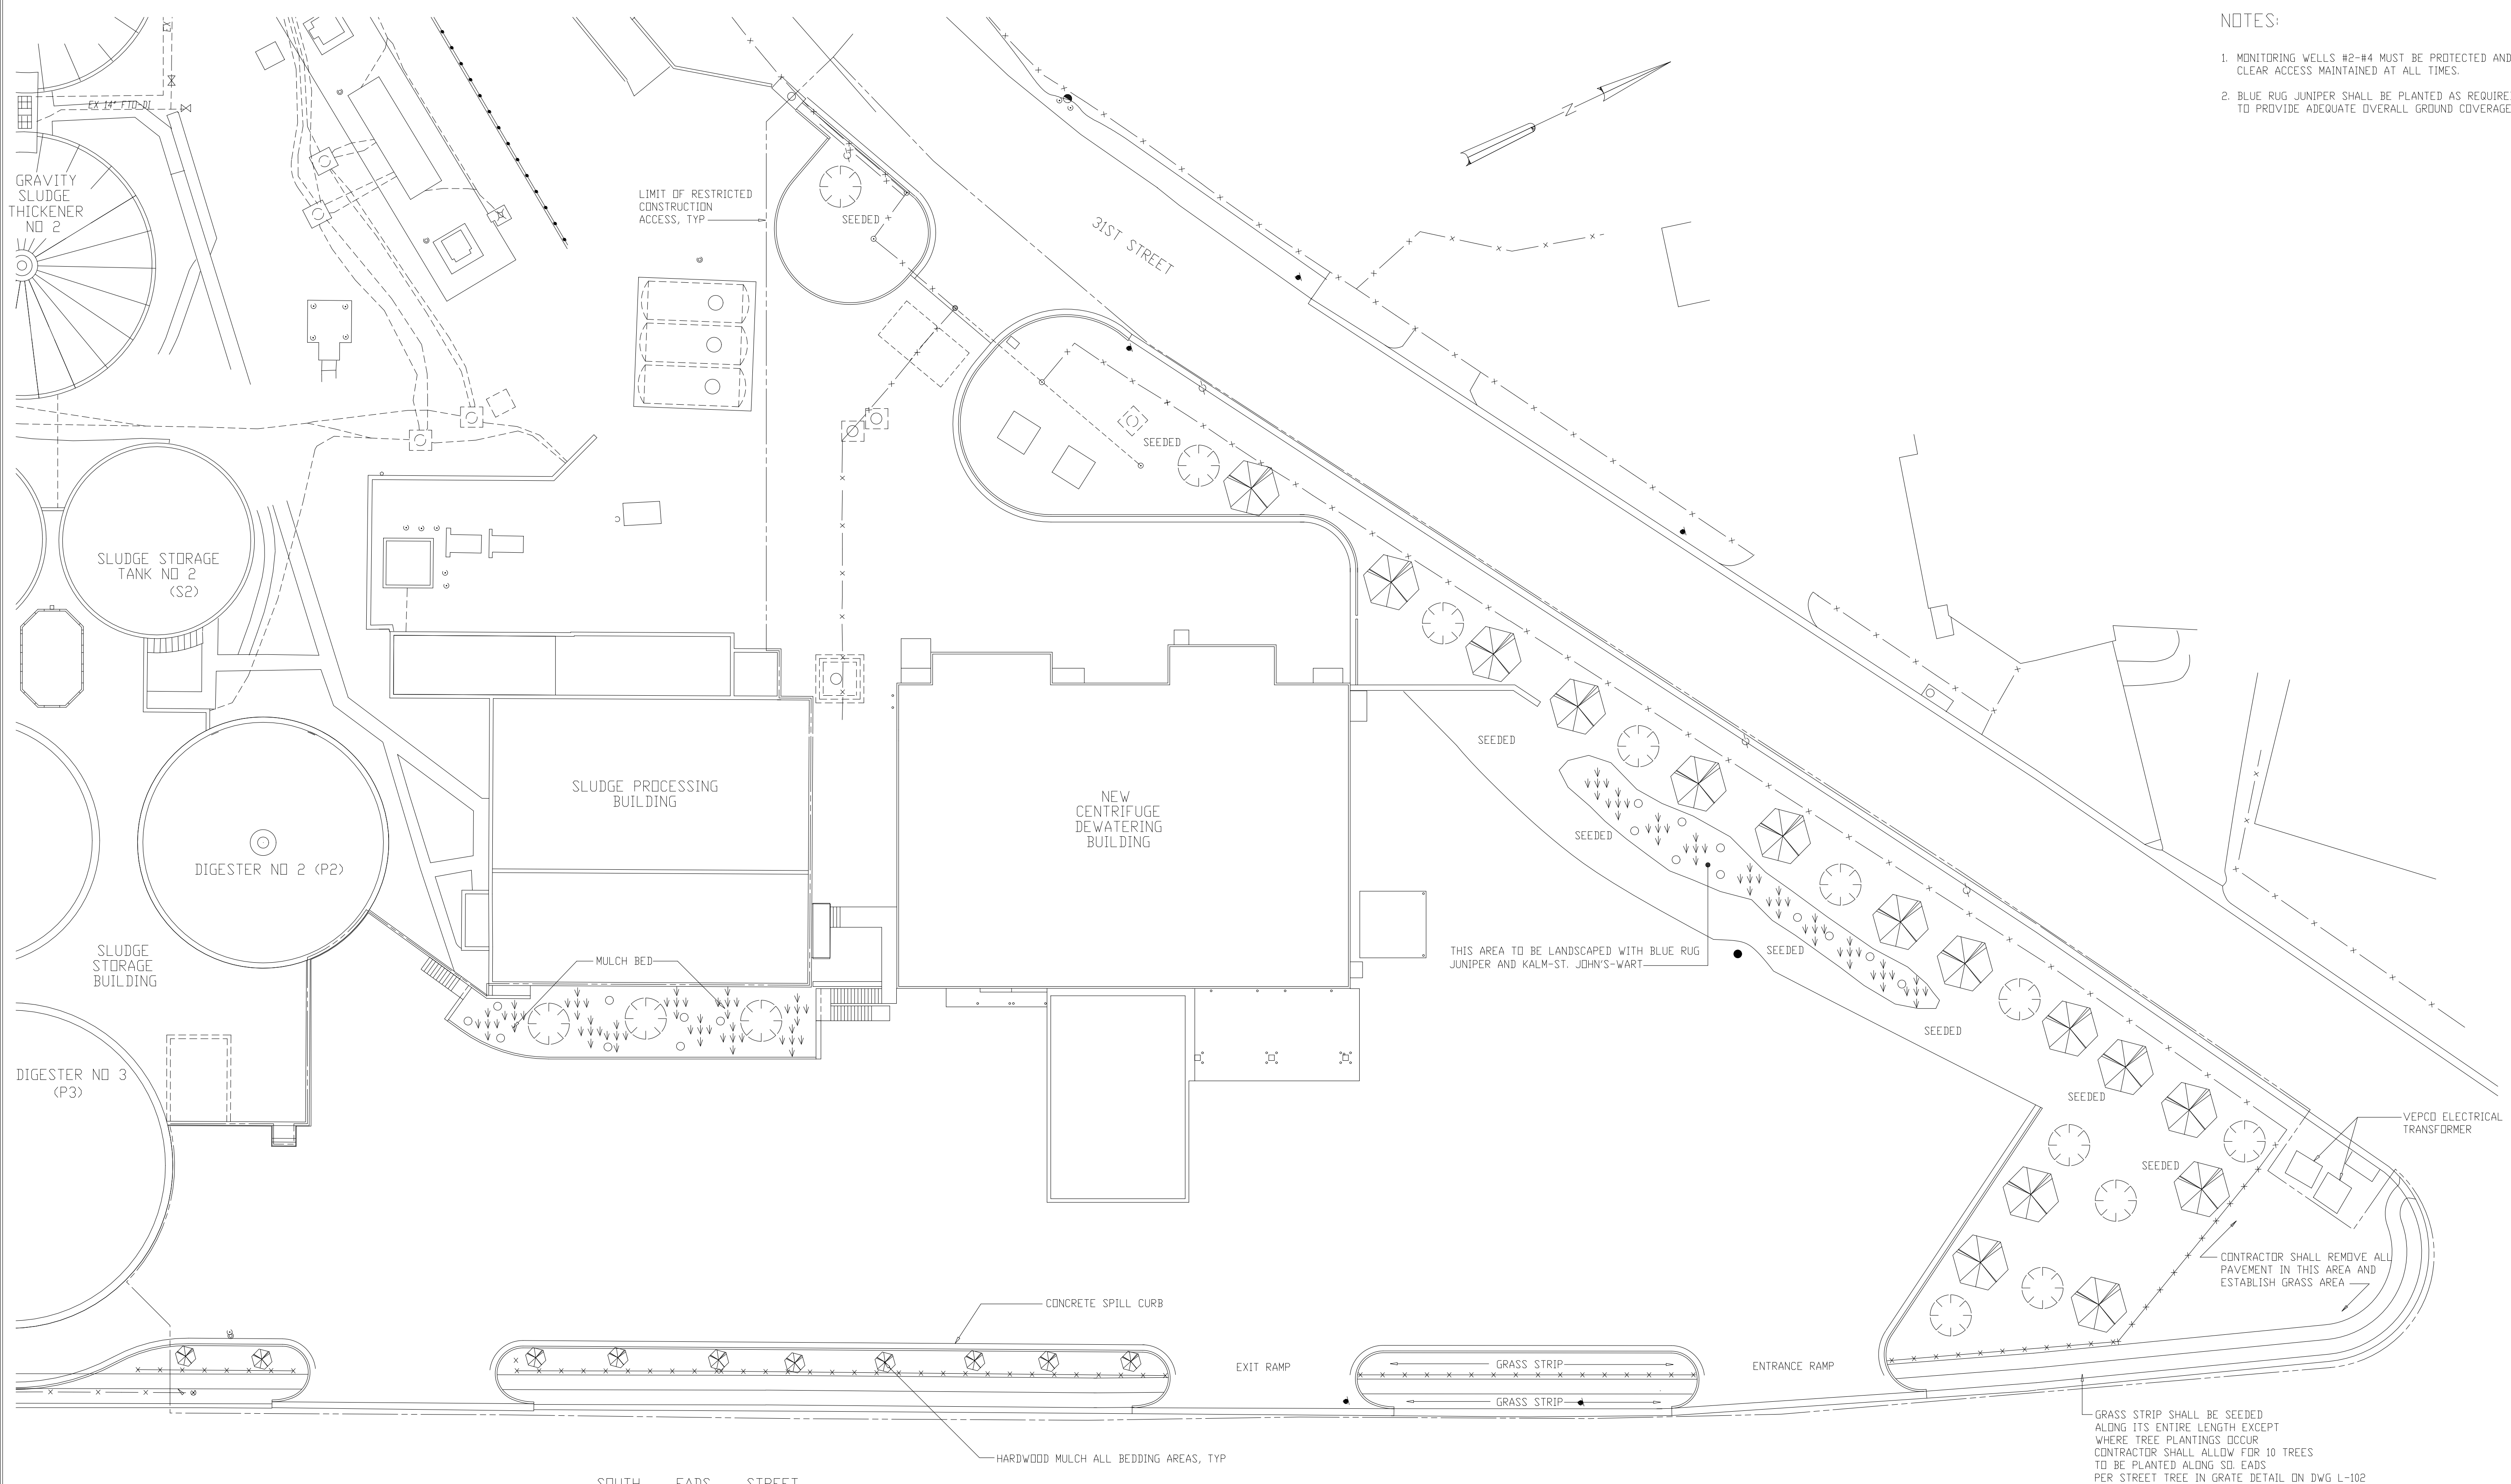 NOTES:
1. MONITORING WELLS #2-#4 MUST BE PROTECTED AND
CLEAR ACCESS MAINTAINED AT ALL TIMES.
2. BLUE RUG JUNIPER SHALL BE PLANTED AS REQUIRE
TO PROVIDE ADEQUATE OVERALL GROUND COVERAGE
N
EX 14" FTO-DI
GRAVITY
SLUDGE
THICKENER
NO 2
LIMIT OF RESTRICTED
CONSTRUCTION
ACCESS, TYP
SEEDED
31ST STREET
SEEDED
SLUDGE STORAGE
TANK NO 2
(S2)
SLUDGE PROCESSING
BUILDING
NEW
CENTRIFUGE
DEWATERING
BUILDING
SEEDED
SEEDED
DIGESTER NO 2 (P2)
SLUDGE
STORAGE
BUILDING
MULCH BED
THIS AREA TO BE LANDSCAPED WITH BLUE RUG
JUNIPER AND KALM-ST. JOHN'S-WART
SEEDED
SEEDED
DIGESTER NO 3
(P3)
SEEDED
VEPCO ELECTRICAL
TRANSFORMER
SEEDED
CONTRACTOR SHALL REMOVE ALL
PAVEMENT IN THIS AREA AND
ESTABLISH GRASS AREA
CONCRETE SPILL CURB
EXIT RAMP
GRASS STRIP
ENTRANCE RAMP
GRASS STRIP
HARDWOOD MULCH ALL BEDDING AREAS, TYP
GRASS STRIP SHALL BE SEEDED
ALONG ITS ENTIRE LENGTH EXCEPT
WHERE TREE PLANTINGS OCCUR
CONTRACTOR SHALL ALLOW FOR 10 TREES
TO BE PLANTED ALONG SO. EADS
PER STREET TREE IN GRATE DETAIL ON DWG L-102
SOUTH EADS STREET